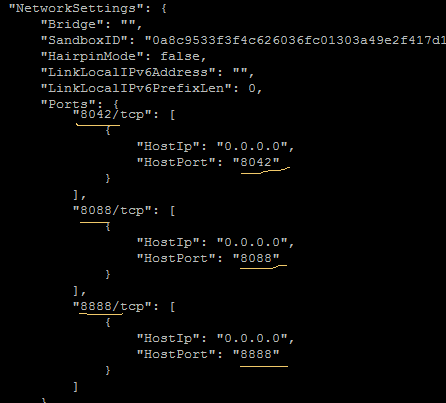 "NetworkSettings": {
"Bridge": "",
"SandboxID": "0a8c9533f3f4c626036fc01303a49e2f417d1
"HairpinMode": false,
"LinkLocalIPv6Address": "",
"LinkLocalIPv6PrefixLen": 0,
"Ports": {
"8042/tcp": [
{
"HostIp": "0.0.0.0",
"HostPort": "8042"
}
],
"8088/tcp": [
{
"HostIp": "0.0.0.0",
"HostPort": "8088"
}
],
"8888/tcp": [
{
"HostIp": "0.0.0.0",
"HostPort": "8888"
}
]
}